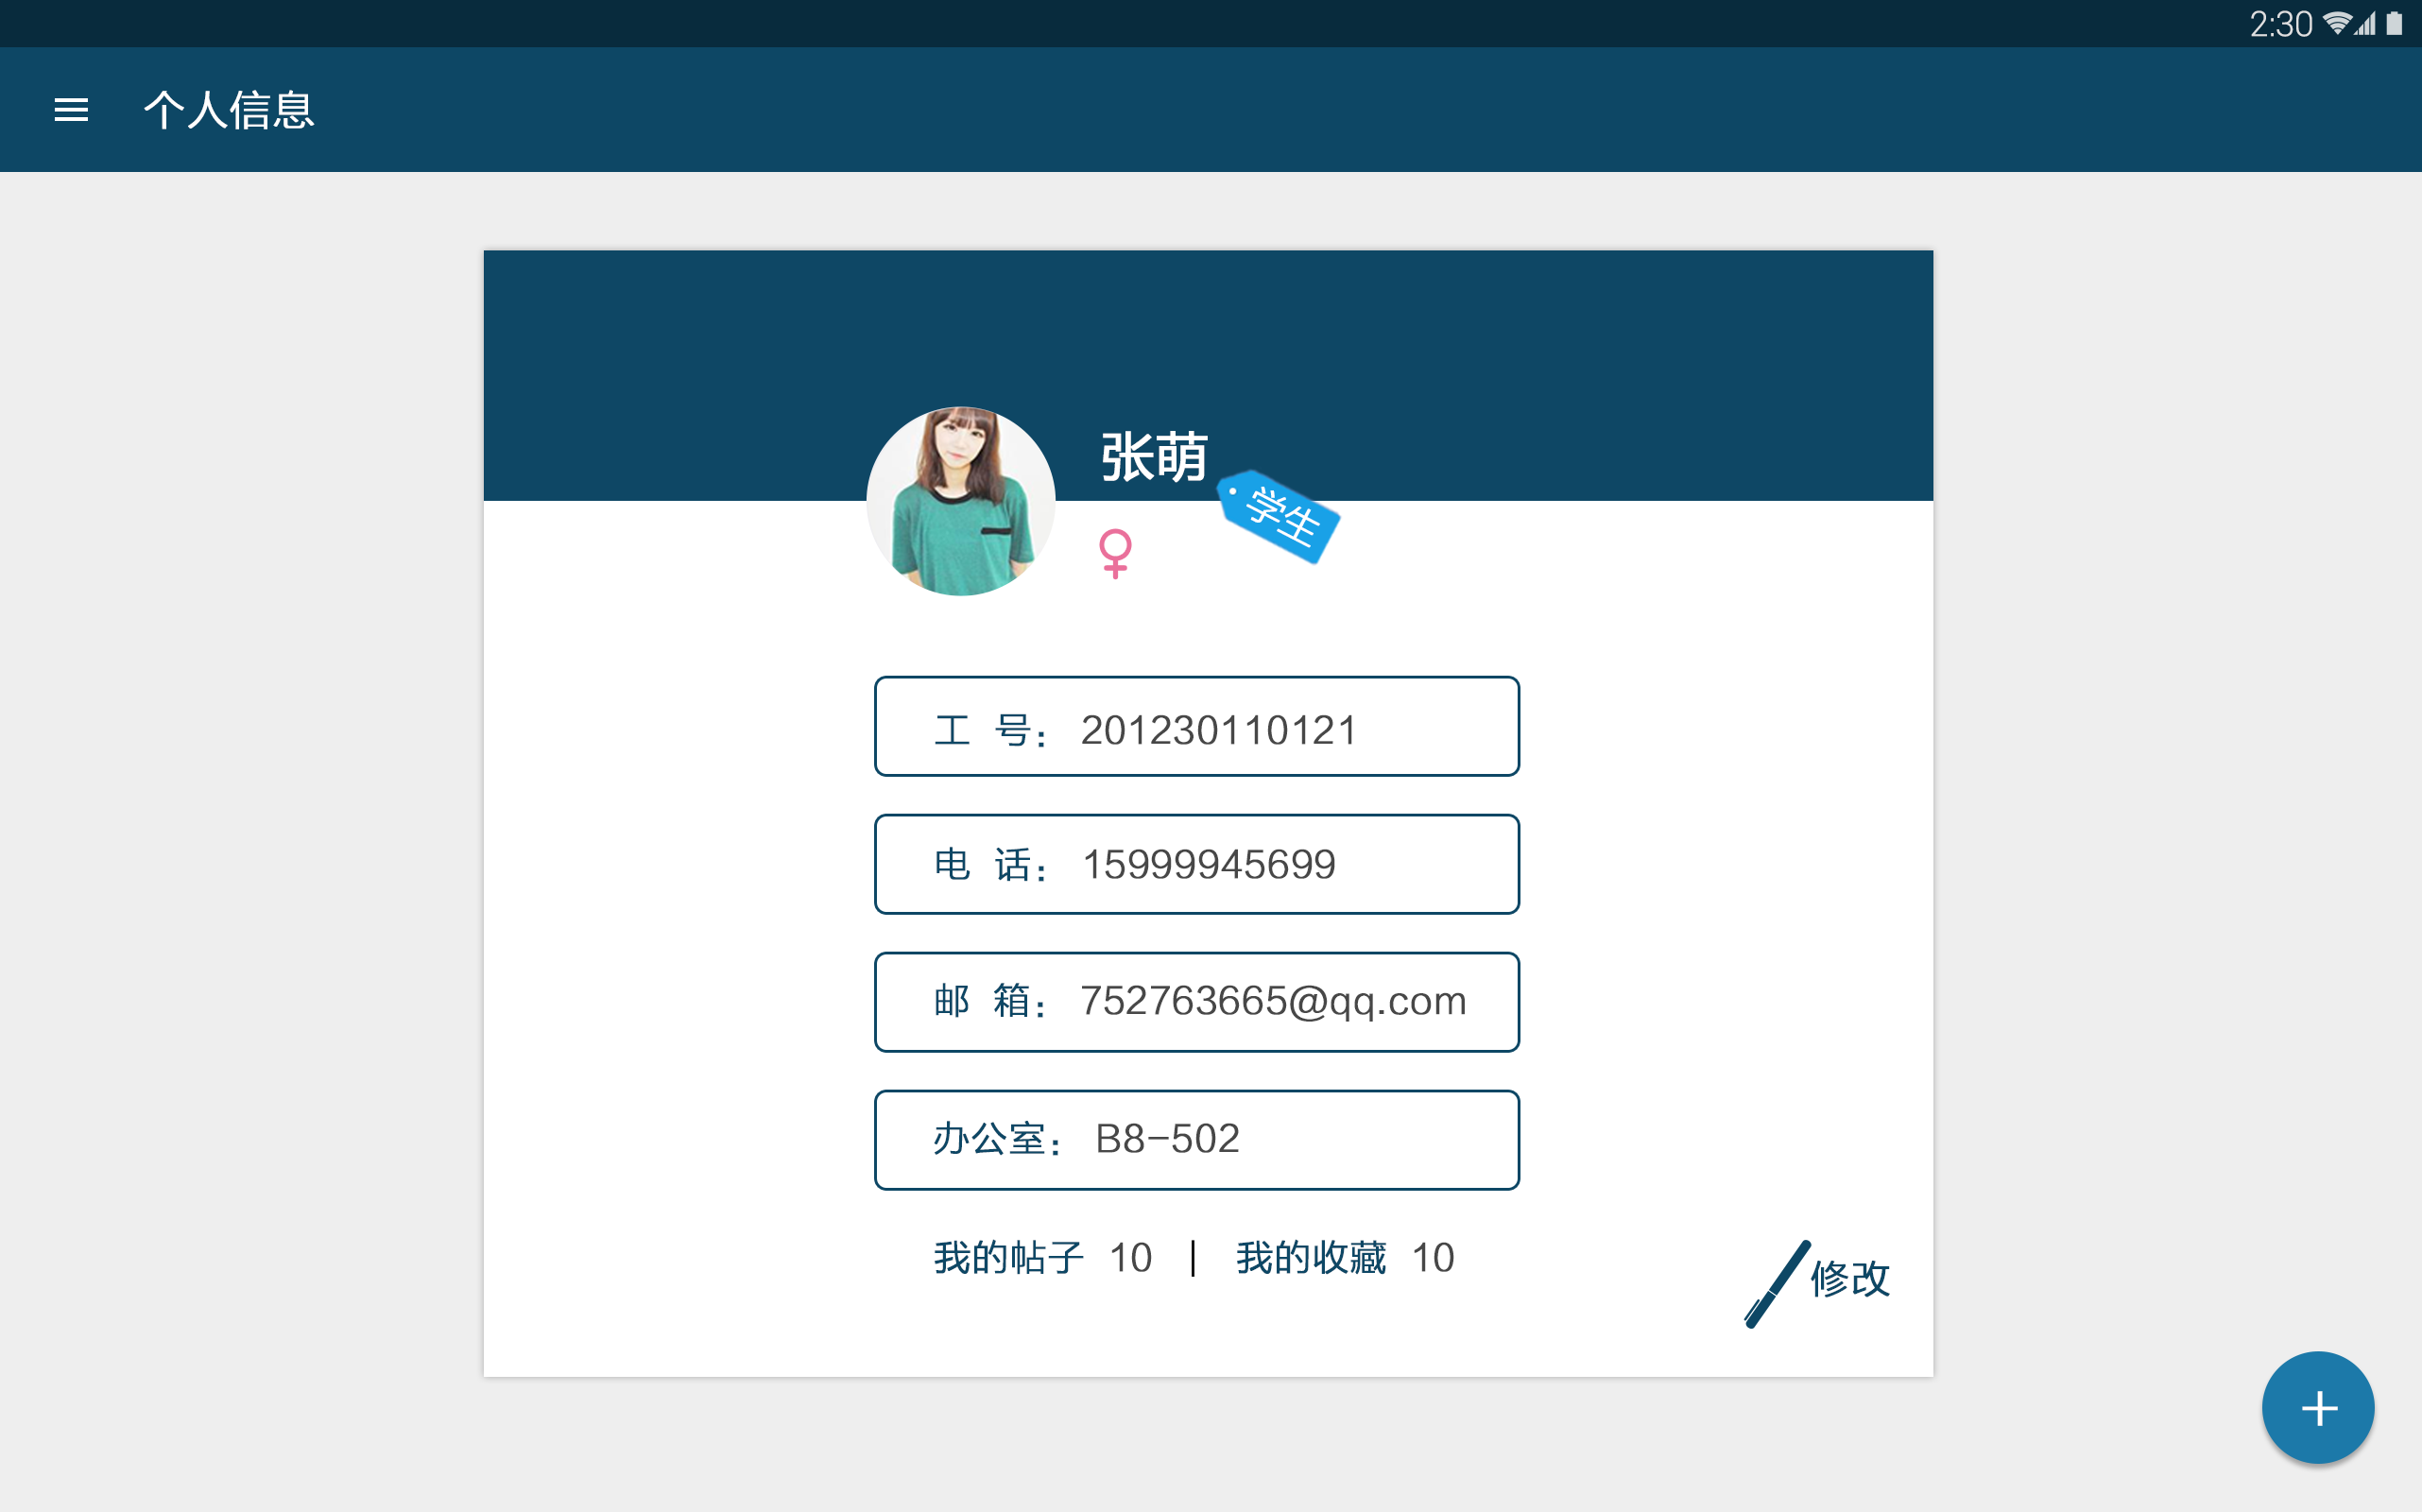 2:30
个人信息
张萌
学生
工 号： 201230110121
电 话： 15999945699
邮 箱： 752763665@qq.com
办公室： B8-502
我的帖子 10 | 我的收藏 10
修改